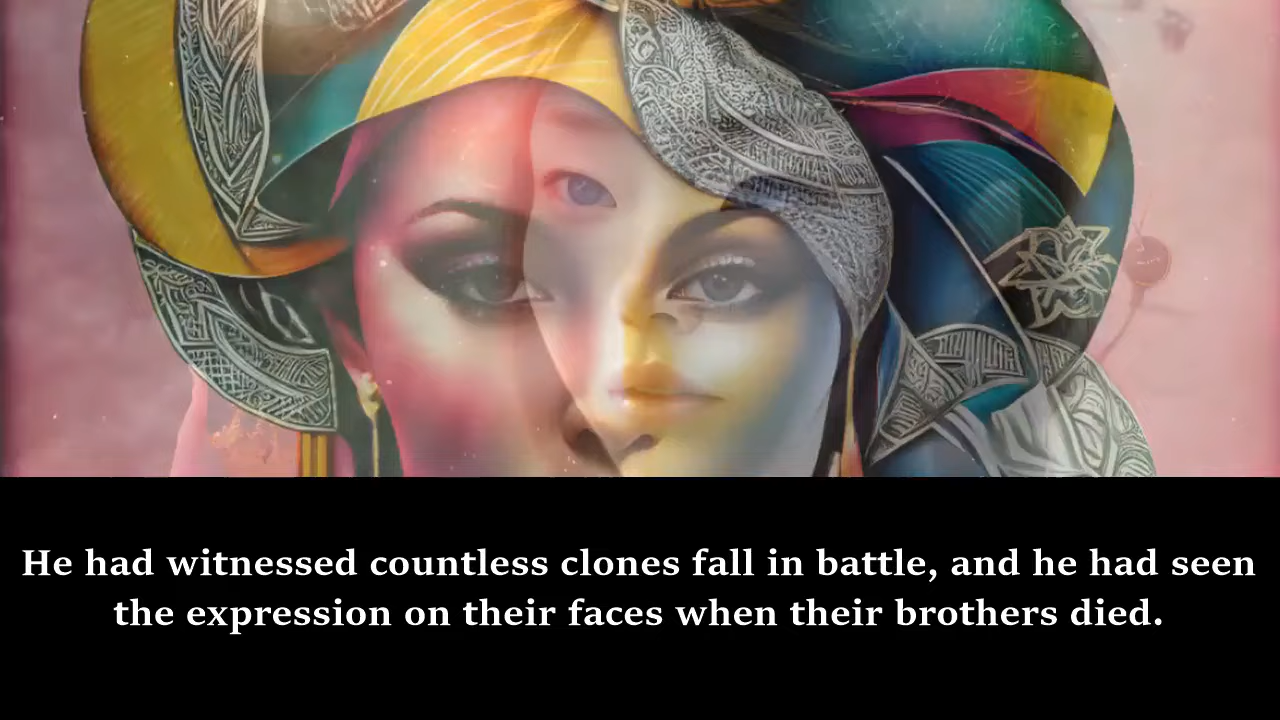 He had witnessed countless clones fall in battle, and he had seen
the expression on their faces when their brothers died.